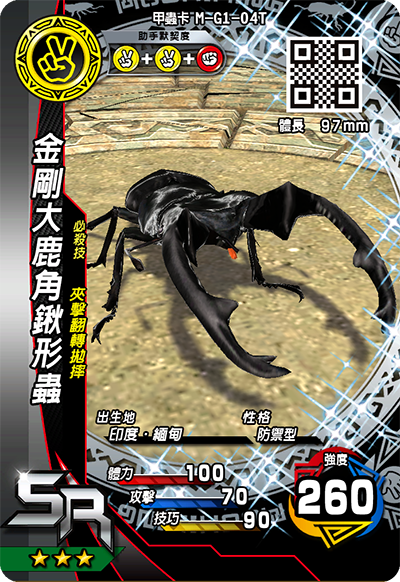 甲蟲卡 M-G1-04T
助手默契度
體長 97mm
金剛大鹿角鍬形蟲
必殺技 夾擊翻轉拋摔
出生地
印度・緬甸
性格
防禦型
體力 100
攻擊 70
技巧 90
強度
260
SR